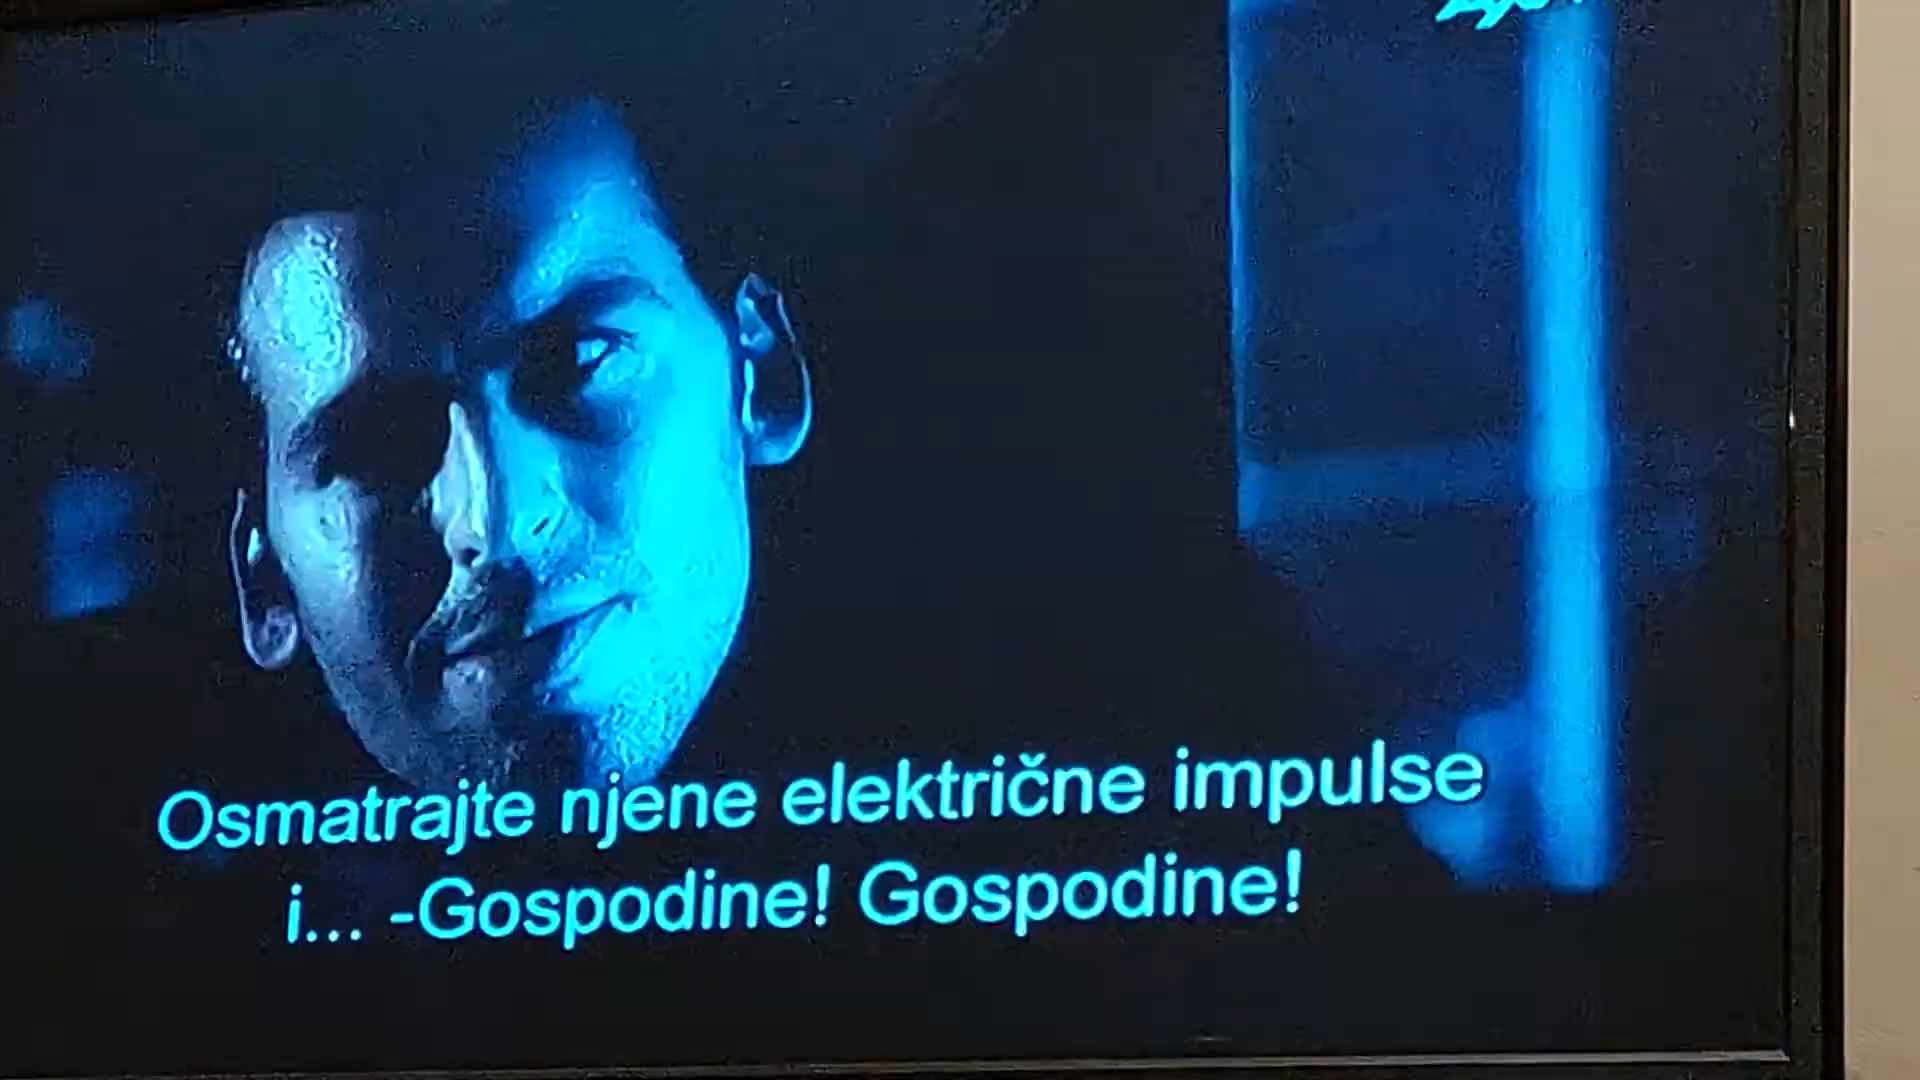 Osmatrajte njene električne impulse
i... -Gospodine! Gospodine!